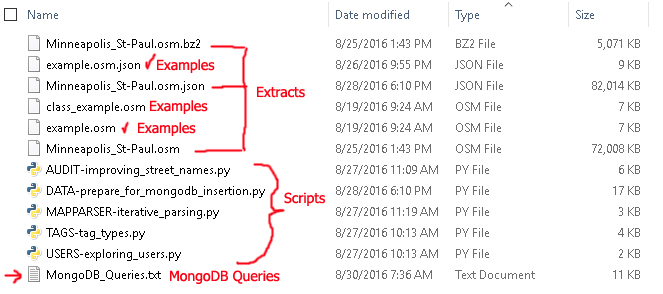 Name Date modified Type Size
Minneapolis_St-Paul.osm.bz2 8/25/2016 1:43 PM BZ2 File 5,071 KB
example.osm.json Examples 8/26/2016 9:55 PM JSON File 9 KB
Minneapolis_St-Paul.osm.json 8/28/2016 6:10 PM JSON File 82,014 KB
Extracts
class_example.osm Examples 8/19/2016 9:24 AM OSM File 7 KB
example.osm Examples 8/19/2016 9:24 AM OSM File 7 KB
Minneapolis_St-Paul.osm 8/25/2016 1:43 PM OSM File 72,008 KB
AUDIT-improving_street_names.py 8/27/2016 11:09 AM PY File 6 KB
DATA-prepare_for_mongodb_insertion.py 8/28/2016 6:10 PM PY File 17 KB
Scripts
MAPPARSER-iterative_parsing.py 8/27/2016 11:19 AM PY File 3 KB
TAGS-tag_types.py 8/27/2016 10:13 AM PY File 4 KB
USERS-exploring_users.py 8/27/2016 10:13 AM PY File 2 KB
MongoDB_Queries.txt MongoDB Queries 8/30/2016 7:36 AM Text Document 11 KB